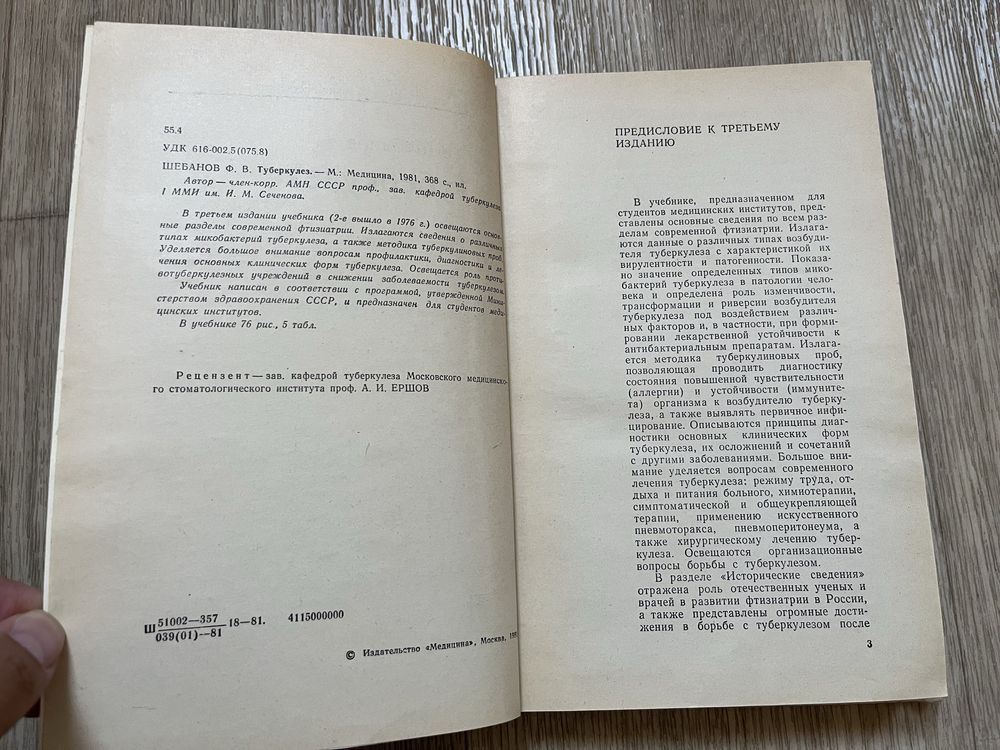 55.4
УДК 616-002.5(075.8)
ШЕБАНОВ Ф. В. Туберкулез. — М.: Медицина, 1981, 368 с., ил.
Автор — член-корр. АМН СССР проф., зав. кафедрой туберкулеза
I ММИ им. И. М. Сеченова.
В третьем издании учебника (2-е вышло в 1976 г.) освещаются основ-
ные разделы современной фтизиатрии. Излагаются сведения о различных
типах микобактерий туберкулеза, а также методика туберкулиновых проб.
Уделяется большое внимание вопросам профилактики, диагностики и ле-
чения основных клинических форм туберкулеза. Освещается роль проти-
вотуберкулезных учреждений в снижении заболеваемости туберкулезом.
Учебник написан в соответствии с программой, утвержденной Мини-
стерством здравоохранения СССР, и предназначен для студентов меди-
цинских институтов.
В учебнике 76 рис., 5 табл.
Рецензент — зав. кафедрой туберкулеза Московского медицинско-
го стоматологического института проф. А. И. ЕРШОВ
Ш 51002—357
039(01)—81 18—81. 4115000000
© Издательство «Медицина», Москва,
ПРЕДИСЛОВИЕ К ТРЕТЬЕМУ
ИЗДАНИЮ
В учебнике, предназначенном для
студентов медицинских институтов, пред-
ставлены основные сведения по всем раз-
делам современной фтизиатрии. Излага-
ются данные о различных типах возбуди-
теля туберкулеза с характеристикой их
вирулентности и патогенности. Показа-
но значение определенных типов мико-
бактерий туберкулеза в патологии чело-
века и определена роль изменчивости,
трансформации и риверсии возбудителя
туберкулеза под воздействием различ-
ных факторов и, в частности, при форми-
ровании лекарственной устойчивости к
антибактериальным препаратам. Излага-
ется методика туберкулиновых проб,
позволяющая проводить диагностику
состояния повышенной чувствительности
(аллергии) и устойчивости (иммуните-
та) организма к возбудителю туберку-
леза, а также выявлять первичное инфи-
цирование. Описываются принципы диаг-
ностики основных клинических форм
туберкулеза, их осложнений и сочетаний
с другими заболеваниями. Большое вни-
мание уделяется вопросам современного
лечения туберкулеза: режиму труда, от-
дыха и питания больного, химиотерапии,
симптоматической и общеукрепляющей
терапии, применению искусственного
пневмоторакса, пневмоперитонеума, а
также хирургическому лечению тубер-
кулеза. Освещаются организационные
вопросы борьбы с туберкулезом.
В разделе «Исторические сведения»
отражена роль отечественных ученых и
врачей в развитии фтизиатрии в России,
а также представлены огромные дости-
жения в борьбе с туберкулезом после
3